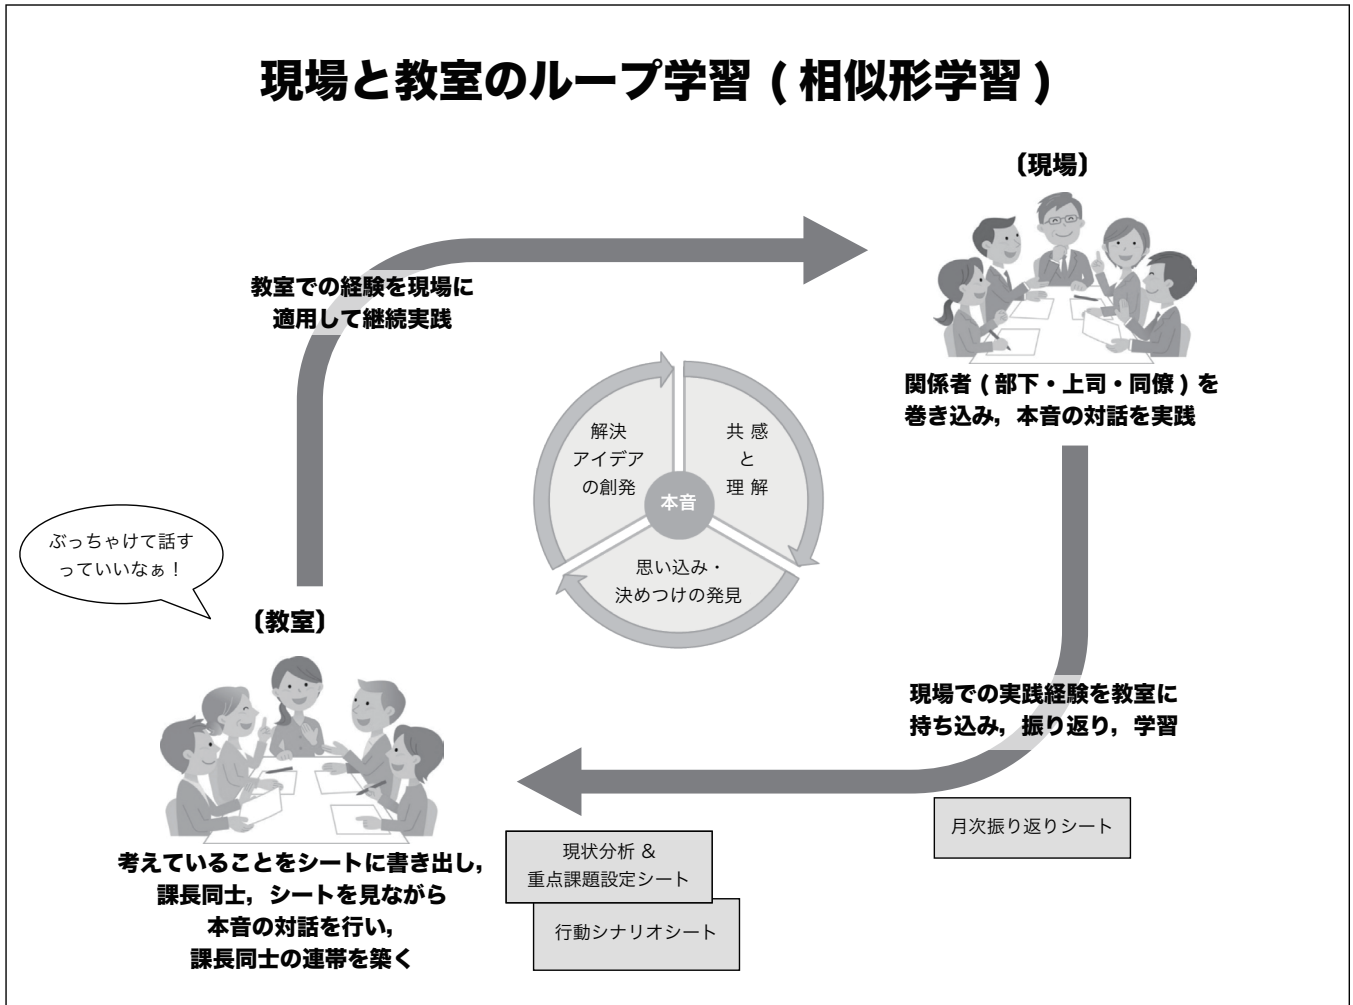 現場と教室のループ学習 ( 相似形学習 )
〔現場〕
教室での経験を現場に
適用して継続実践
関係者 ( 部下・上司・同僚 ) を
巻き込み，本音の対話を実践
解決
アイデア
の創発
共 感
と
理 解
本音
思い込み・
決めつけの発見
ぶっちゃけて話す
っていいなぁ！
〔教室〕
現場での実践経験を教室に
持ち込み，振り返り，学習
月次振り返りシート
考えていることをシートに書き出し，
課長同士，シートを見ながら
本音の対話を行い，
課長同士の連帯を築く
現状分析 &
重点課題設定シート
行動シナリオシート